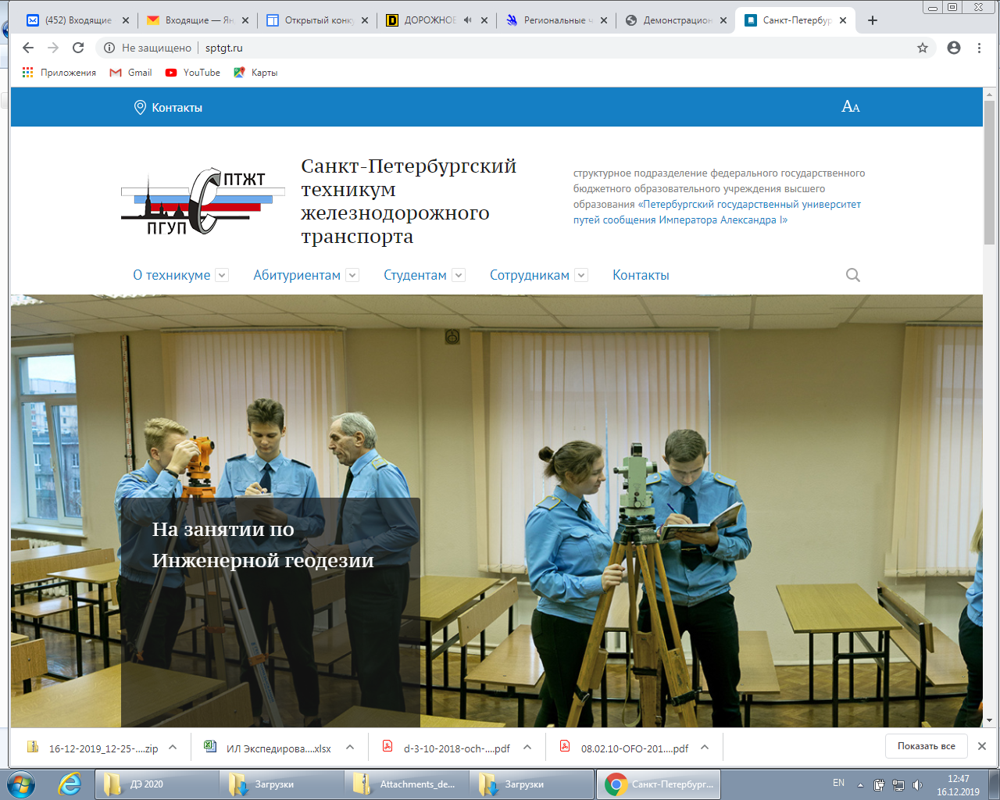 (452) Входящие
Входящие — Ян
Открытый конку
ДОРОЖНОЕ
Региональные ч
Демонстрацион
Санкт-Петербур
Не защищено
sptgt.ru
Приложения
Gmail
YouTube
Карты
Контакты
AA
СПТЖТ
ПГУПС
Санкт-Петербургский
техникум
железнодорожного
транспорта
структурное подразделение федерального государственного
бюджетного образовательного учреждения высшего
образования «Петербургский государственный университет
путей сообщения Императора Александра I»
О техникуме
Абитуриентам
Студентам
Сотрудникам
Контакты
На занятии по
Инженерной геодезии
16-12-2019_12-25-....zip
ИЛ Экспедирова....xlsx
d-3-10-2018-och-....pdf
08.02.10-OFO-201....pdf
Показать все
ДЭ 2020
Загрузки
Attachments_de...
Загрузки
Санкт-Петербург...
EN
12:47
16.12.2019